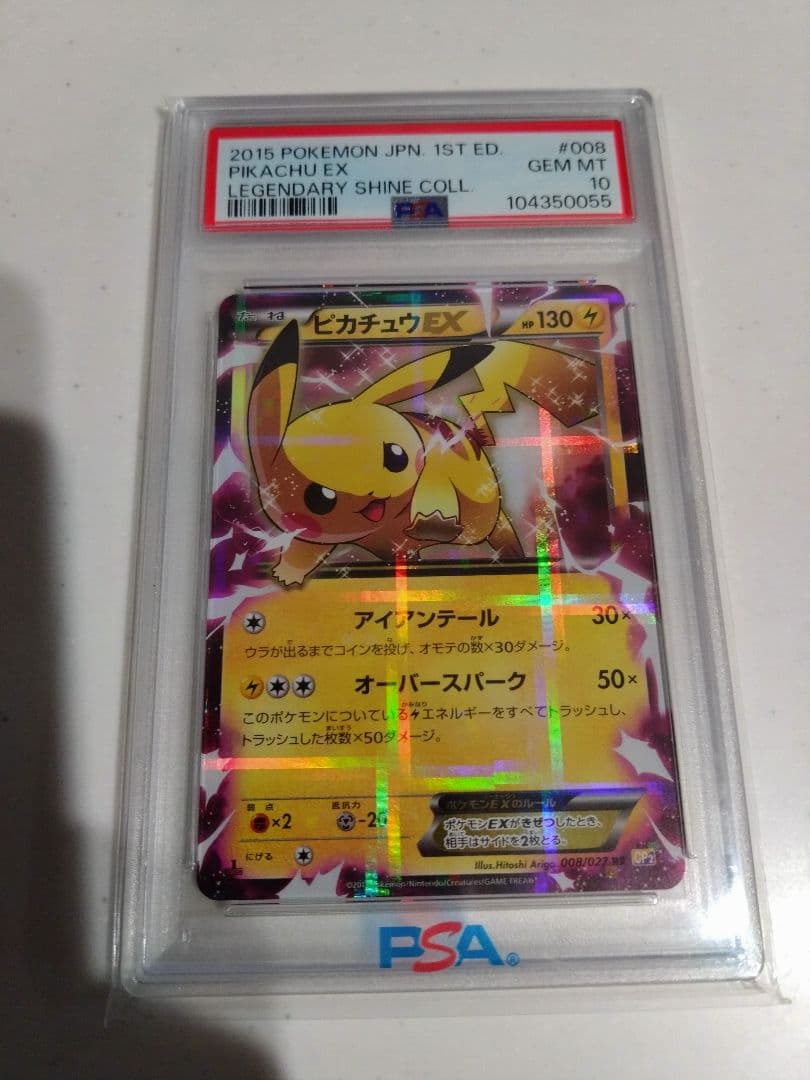 2015 POKEMON JPN. 1ST ED. #008
PIKACHU EX GEM MT
LEGENDARY SHINE COLL. 10
PSA 104350055
たね ピカチュウEX HP130
アイアンテール 30×
ウラが出るまでコインを投げ、オモテの数×30ダメージ。
オーバースパーク 50×
このポケモンについているエネルギーをすべてトラッシュし、
トラッシュした枚数×50ダメージ。
弱点 ×2 抵抗力 -20
ポケモンEXのルール
ポケモンEXがきぜつしたとき、
相手はサイドを2枚とる。
にげる
Illus.Hitoshi Ariga 008/027 RR CP2
Pokémon/Nintendo/Creatures/GAME FREAK
PSA®